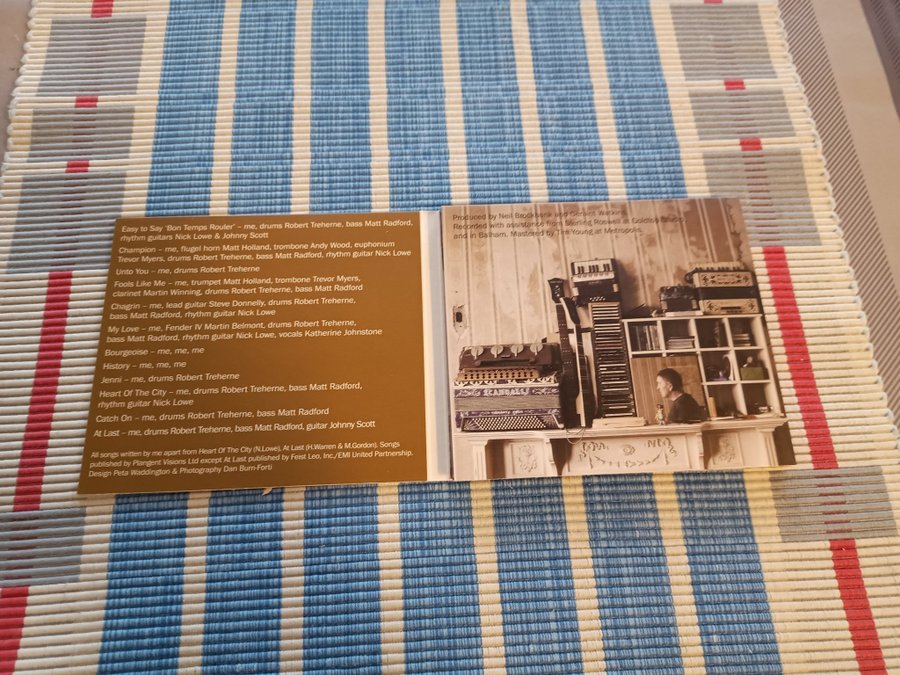 Easy to Say 'Bon Temps Rouler' – me, drums Robert Treherne, bass Matt Radford,
rhythm guitars Nick Lowe & Johnny Scott
Champion – me, flugel horn Matt Holland, trombone Andy Wood, euphonium
Trevor Myers, drums Robert Treherne, bass Matt Radford, rhythm guitar Nick Lowe
Unto You – me, drums Robert Treherne
Fools Like Me – me, trumpet Matt Holland, trombone Trevor Myers,
clarinet Martin Winning, drums Robert Treherne, bass Matt Radford
Chagrin – me, lead guitar Steve Donnelly, drums Robert Treherne,
bass Matt Radford, rhythm guitar Nick Lowe
My Love – me, Fender IV Martin Belmont, drums Robert Treherne,
bass Matt Radford, rhythm guitar Nick Lowe, vocals Katherine Johnstone
Bourgeoise – me, me, me
History – me, me, me
Jenni – me, drums Robert Treherne
Heart Of The City – me, drums Robert Treherne, bass Matt Radford,
rhythm guitar Nick Lowe
Catch On – me, drums Robert Treherne, bass Matt Radford
At Last – me, drums Robert Treherne, bass Matt Radford, guitar Johnny Scott
All songs written by me apart from Heart Of The City (N.Lowe), At Last (H.Warren & M.Gordon). Songs
published by Plangent Visions Ltd except At Last published by Feist Leo, Inc./EMI United Partnership.
Design Peta Waddington & Photography Dan Burn-Forti
Produced by Neil Brockbank and Geraint Watkins.
Recorded with assistance from Sterling Roswell at Goldtop Studio,
and in Balham. Mastered by Tim Young at Metropolis.
SCANDALLI